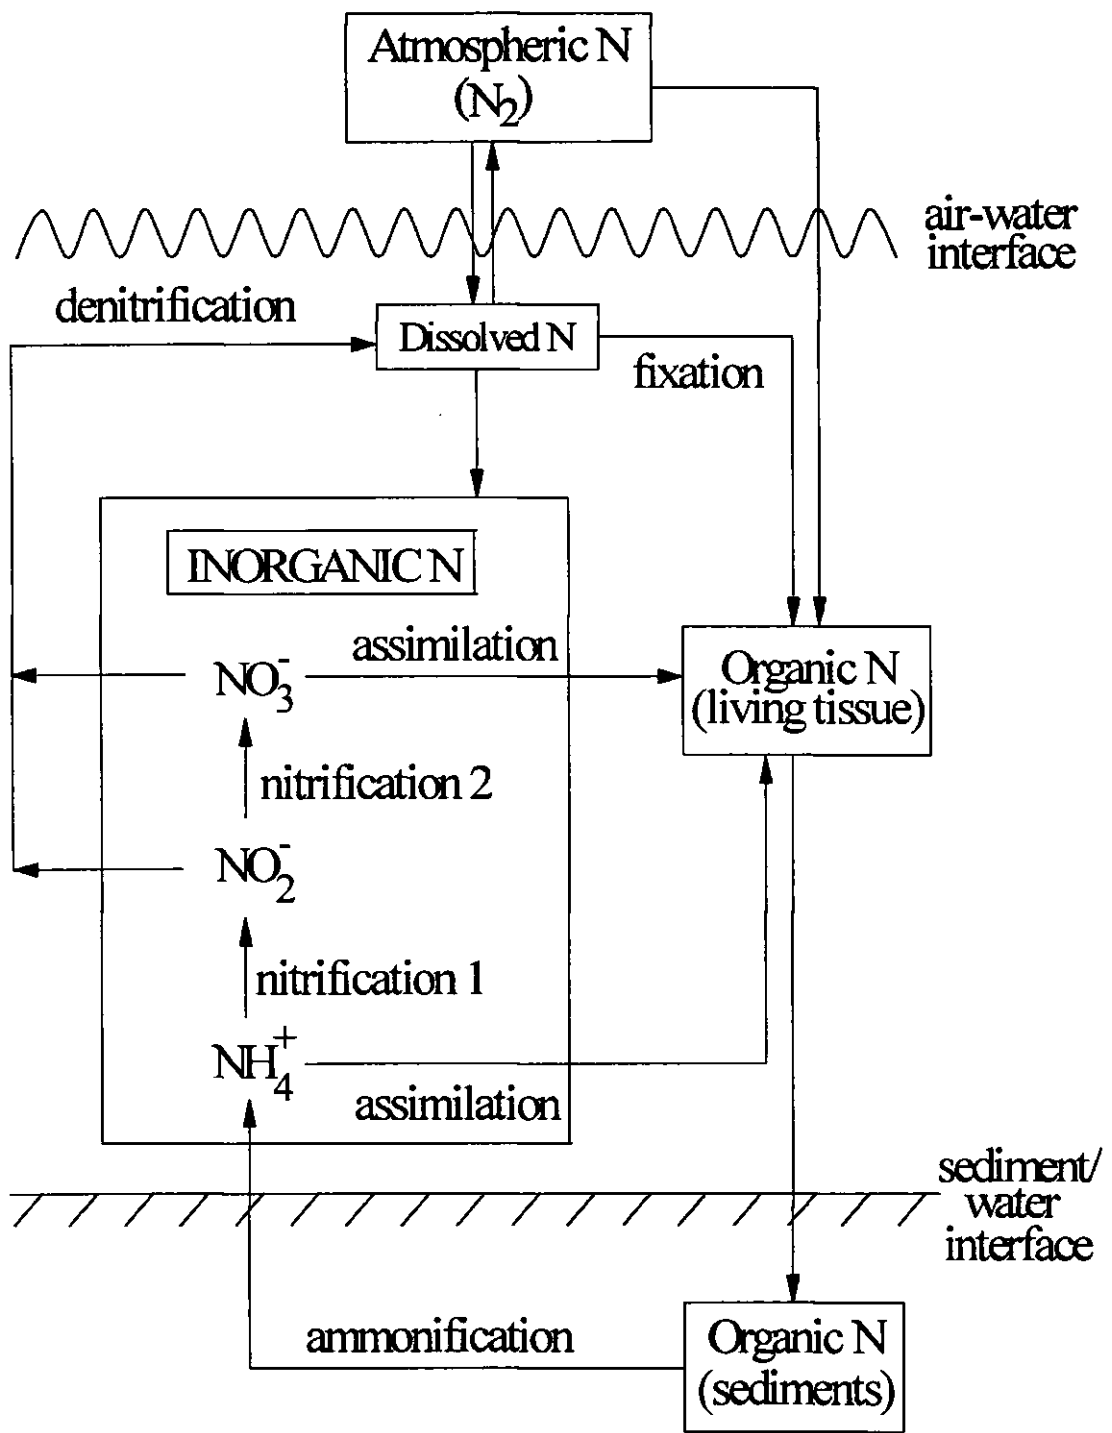 Atmospheric N
(N₂)
air-water
interface
denitrification
Dissolved N
fixation
INORGANIC N
assimilation
NO₃⁻
Organic N
(living tissue)
nitrification 2
NO₂⁻
nitrification 1
NH₄⁺
assimilation
sediment/
water
interface
ammonification
Organic N
(sediments)